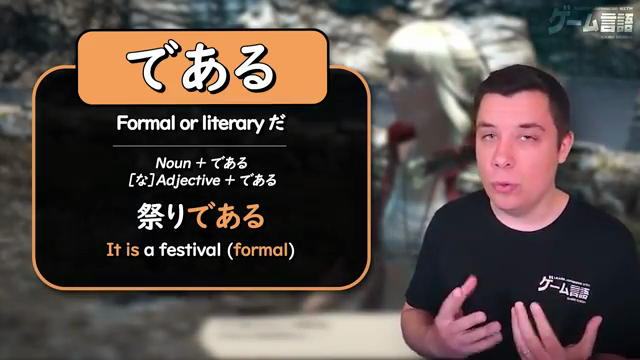 である
Formal or literary だ
Noun + である
[な]Adjective + である
祭りである
It is a festival (formal)
ゲーム言語
ゲーム言語